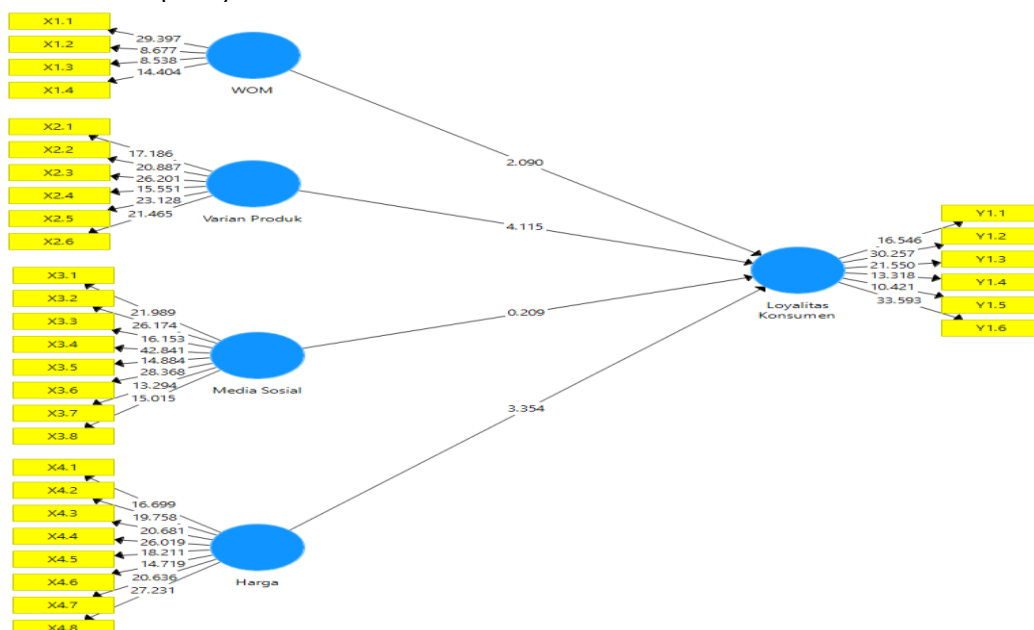 X1.1
X1.2
X1.3
X1.4
29.397
8.677
8.538
14.404
WOM
X2.1
X2.2
X2.3
X2.4
X2.5
X2.6
17.186
20.887
26.201
15.551
23.128
21.465
Varian Produk
X3.1
X3.2
X3.3
X3.4
X3.5
X3.6
X3.7
X3.8
21.989
26.174
16.153
42.841
14.884
28.368
13.294
15.015
Media Sosial
X4.1
X4.2
X4.3
X4.4
X4.5
X4.6
X4.7
X4.8
16.699
19.758
20.681
26.019
18.211
14.719
20.636
27.231
Harga
2.090
4.115
0.209
3.354
Loyalitas
Konsumen
16.546
30.257
21.550
13.318
10.421
33.593
Y1.1
Y1.2
Y1.3
Y1.4
Y1.5
Y1.6